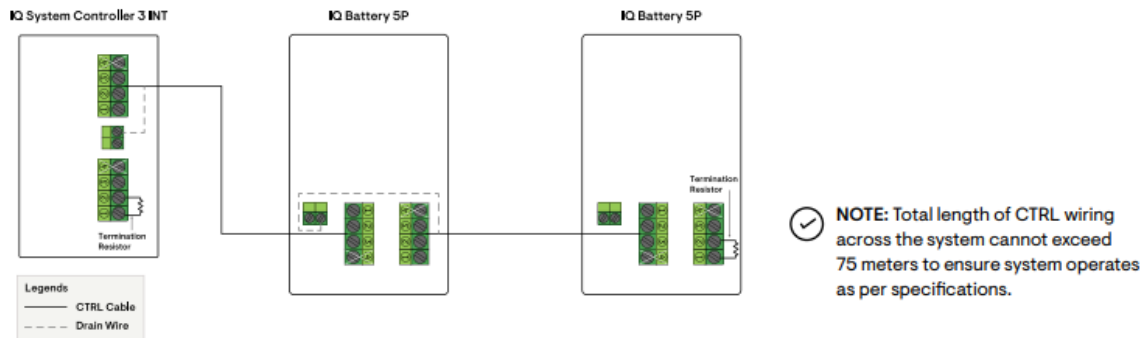 IQ System Controller 3 INT
IQ Battery 5P
IQ Battery 5P
Termination
Resistor
Termination
Resistor
NOTE: Total length of CTRL wiring
across the system cannot exceed
75 meters to ensure system operates
as per specifications.
Legends
CTRL Cable
Drain Wire